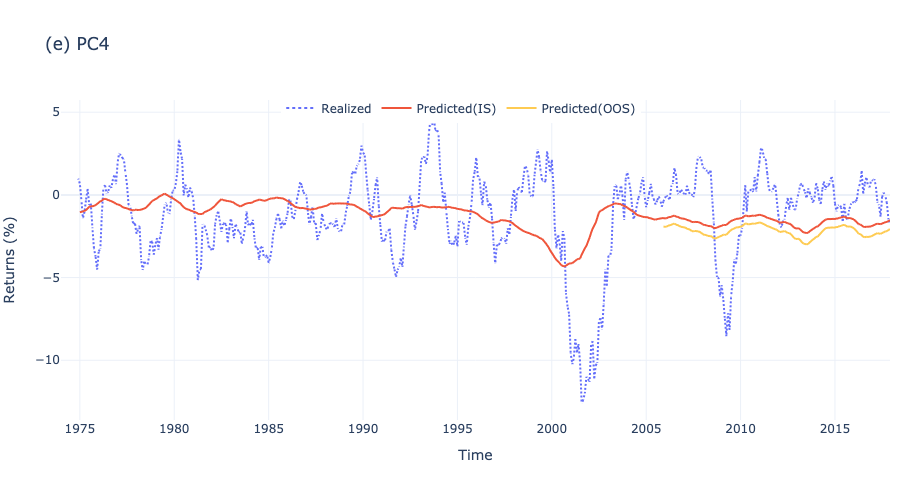 (e) PC4
Realized Predicted(IS) Predicted(OOS)
5
0
−5
−10
Returns (%)
1975 1980 1985 1990 1995 2000 2005 2010 2015
Time